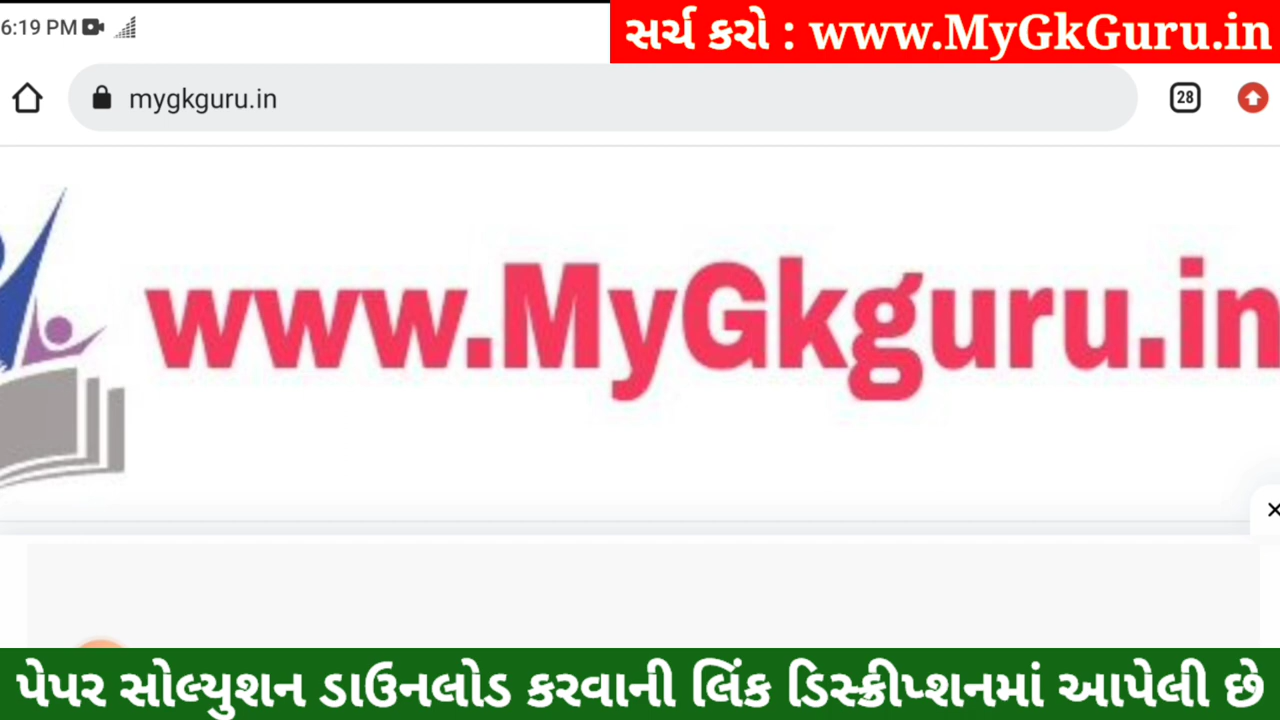 6:19 PM
સર્ચ કરો : www.MyGkGuru.in
mygkguru.in
28
www.MyGkguru.in
પેપર સોલ્યુશન ડાઉનલોડ કરવાની લિંક ડિસ્ક્રીપ્શનમાં આપેલી છે